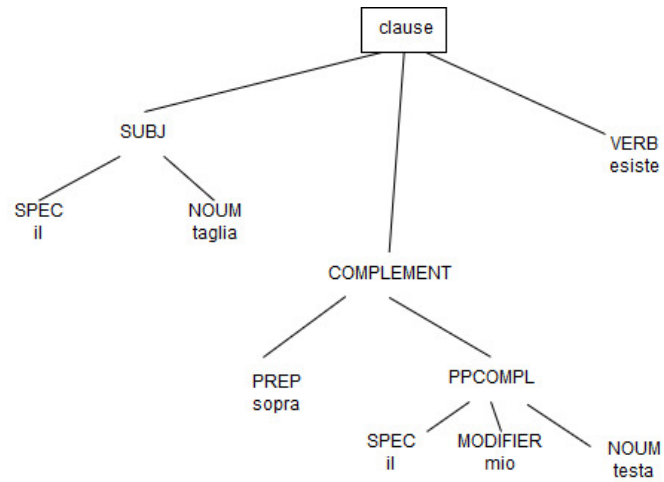 clause
SUBJ
VERB
esiste
SPEC
il
NOUM
taglia
COMPLEMENT
PREP
sopra
PPCOMPL
SPEC
il
MODIFIER
mio
NOUM
testa